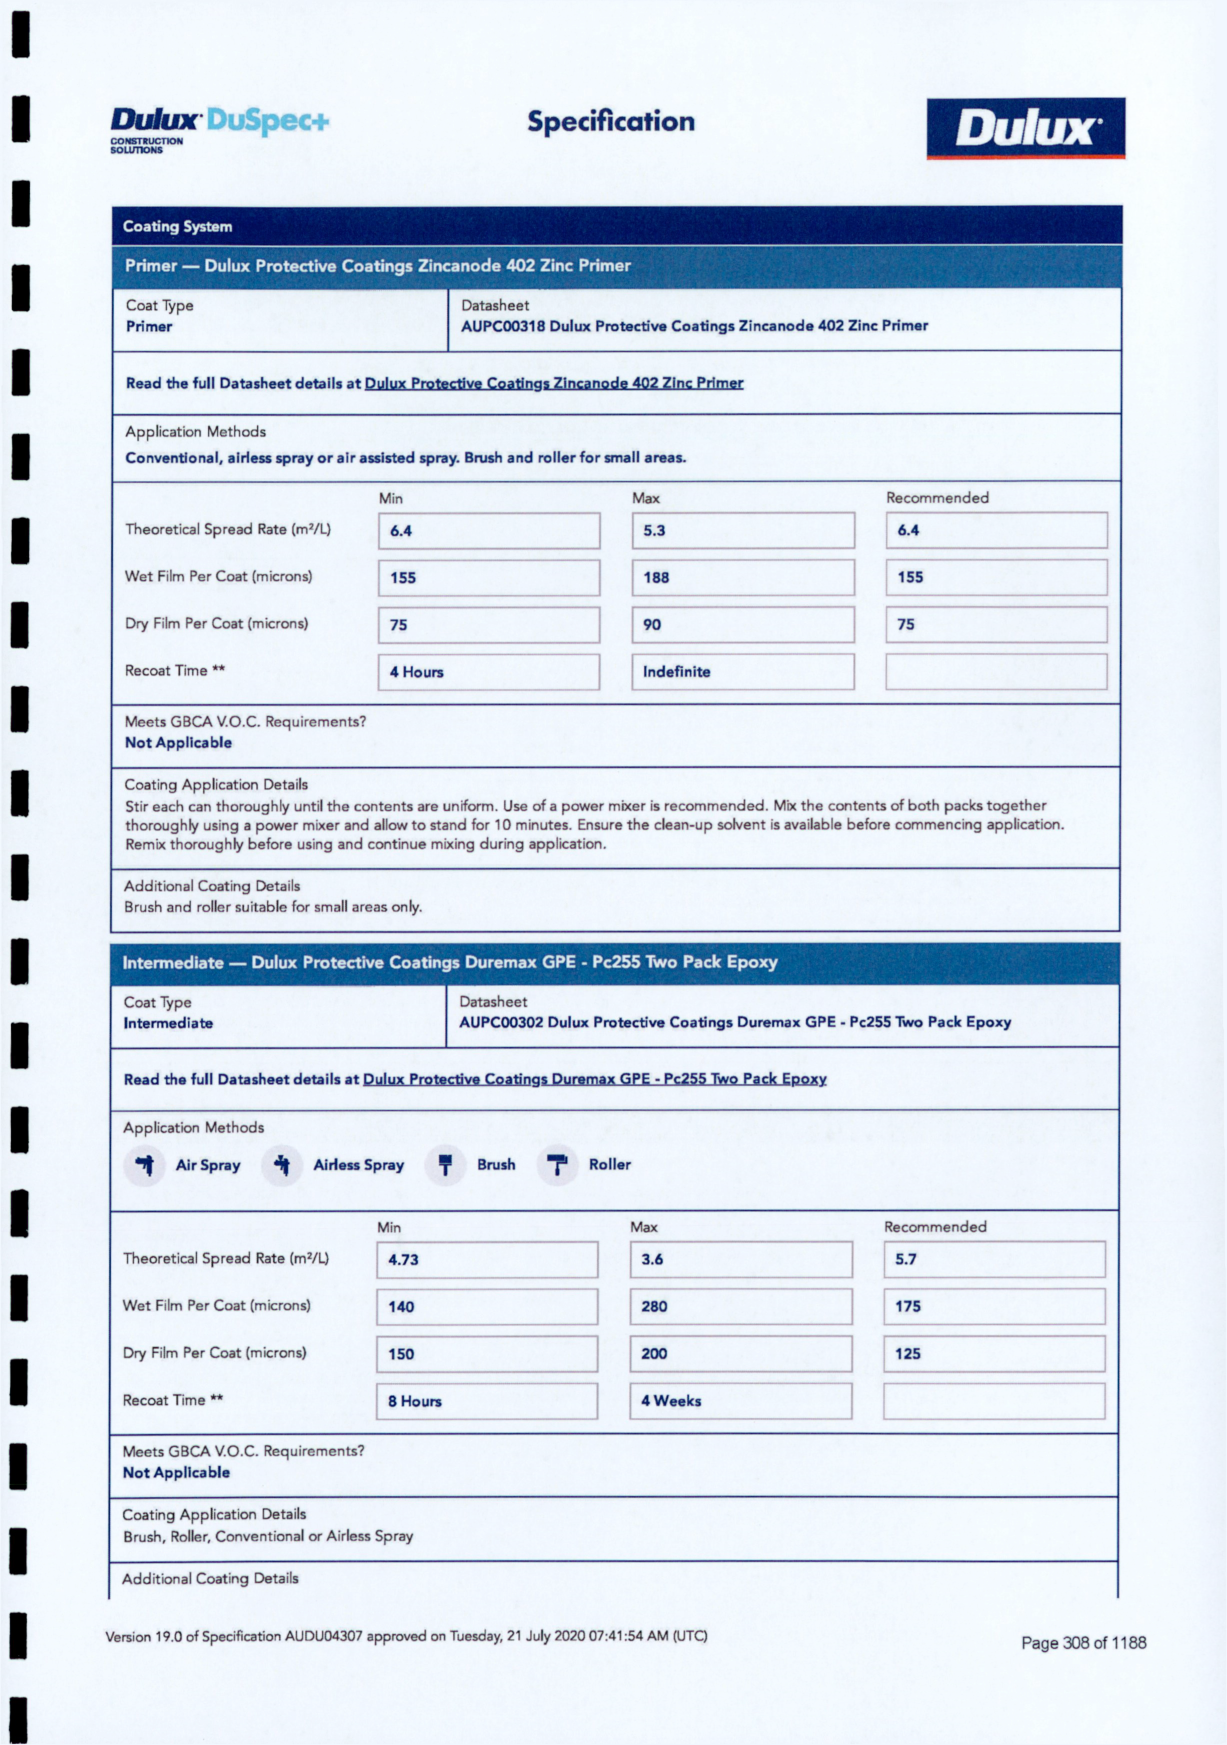 Dulux DuSpec+
CONSTRUCTION
SOLUTIONS
Specification
Dulux
Coating System
Primer — Dulux Protective Coatings Zincanode 402 Zinc Primer
Coat Type
Primer
Datasheet
AUPC00318 Dulux Protective Coatings Zincanode 402 Zinc Primer
Read the full Datasheet details at Dulux Protective Coatings Zincanode 402 Zinc Primer
Application Methods
Conventional, airless spray or air assisted spray. Brush and roller for small areas.
Min Max Recommended
Theoretical Spread Rate (m²/L) 6.4 5.3 6.4
Wet Film Per Coat (microns) 155 188 155
Dry Film Per Coat (microns) 75 90 75
Recoat Time ** 4 Hours Indefinite
Meets GBCA V.O.C. Requirements?
Not Applicable
Coating Application Details
Stir each can thoroughly until the contents are uniform. Use of a power mixer is recommended. Mix the contents of both packs together
thoroughly using a power mixer and allow to stand for 10 minutes. Ensure the clean-up solvent is available before commencing application.
Remix thoroughly before using and continue mixing during application.
Additional Coating Details
Brush and roller suitable for small areas only.
Intermediate — Dulux Protective Coatings Duremax GPE - Pc255 Two Pack Epoxy
Coat Type
Intermediate
Datasheet
AUPC00302 Dulux Protective Coatings Duremax GPE - Pc255 Two Pack Epoxy
Read the full Datasheet details at Dulux Protective Coatings Duremax GPE - Pc255 Two Pack Epoxy
Application Methods
Air Spray Airless Spray Brush Roller
Min Max Recommended
Theoretical Spread Rate (m²/L) 4.73 3.6 5.7
Wet Film Per Coat (microns) 140 280 175
Dry Film Per Coat (microns) 150 200 125
Recoat Time ** 8 Hours 4 Weeks
Meets GBCA V.O.C. Requirements?
Not Applicable
Coating Application Details
Brush, Roller, Conventional or Airless Spray
Additional Coating Details
Version 19.0 of Specification AUDU04307 approved on Tuesday, 21 July 2020 07:41:54 AM (UTC)
Page 308 of 1188